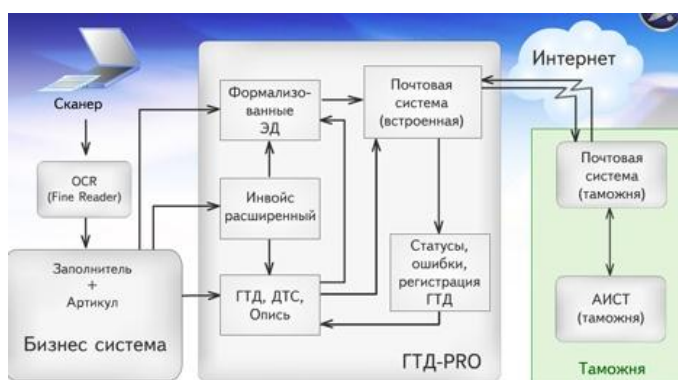 Сканер
OCR
(Fine Reader)
Заполнитель
+
Артикул
Бизнес система
Формализо-
ванные
ЭД
Инвойс
расширенный
ГТД, ДТС,
Опись
Почтовая
система
(встроенная)
Статусы,
ошибки,
регистрация
ГТД
ГТД-PRO
Интернет
Почтовая
система
(таможня)
АИСТ
(таможня)
Таможня